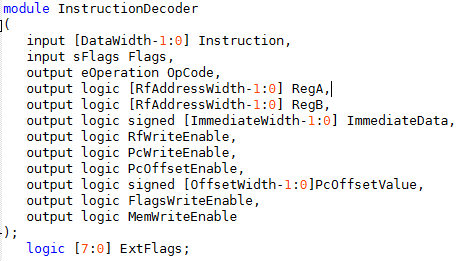 module InstructionDecoder
(
input [DataWidth-1:0] Instruction,
input sFlags Flags,
output eOperation OpCode,
output logic [RfAddressWidth-1:0] RegA,
output logic [RfAddressWidth-1:0] RegB,
output logic signed [ImmediateWidth-1:0] ImmediateData,
output logic RfWriteEnable,
output logic PcWriteEnable,
output logic PcOffsetEnable,
output logic signed [OffsetWidth-1:0]PcOffsetValue,
output logic FlagsWriteEnable,
output logic MemWriteEnable
);
logic [7:0] ExtFlags;